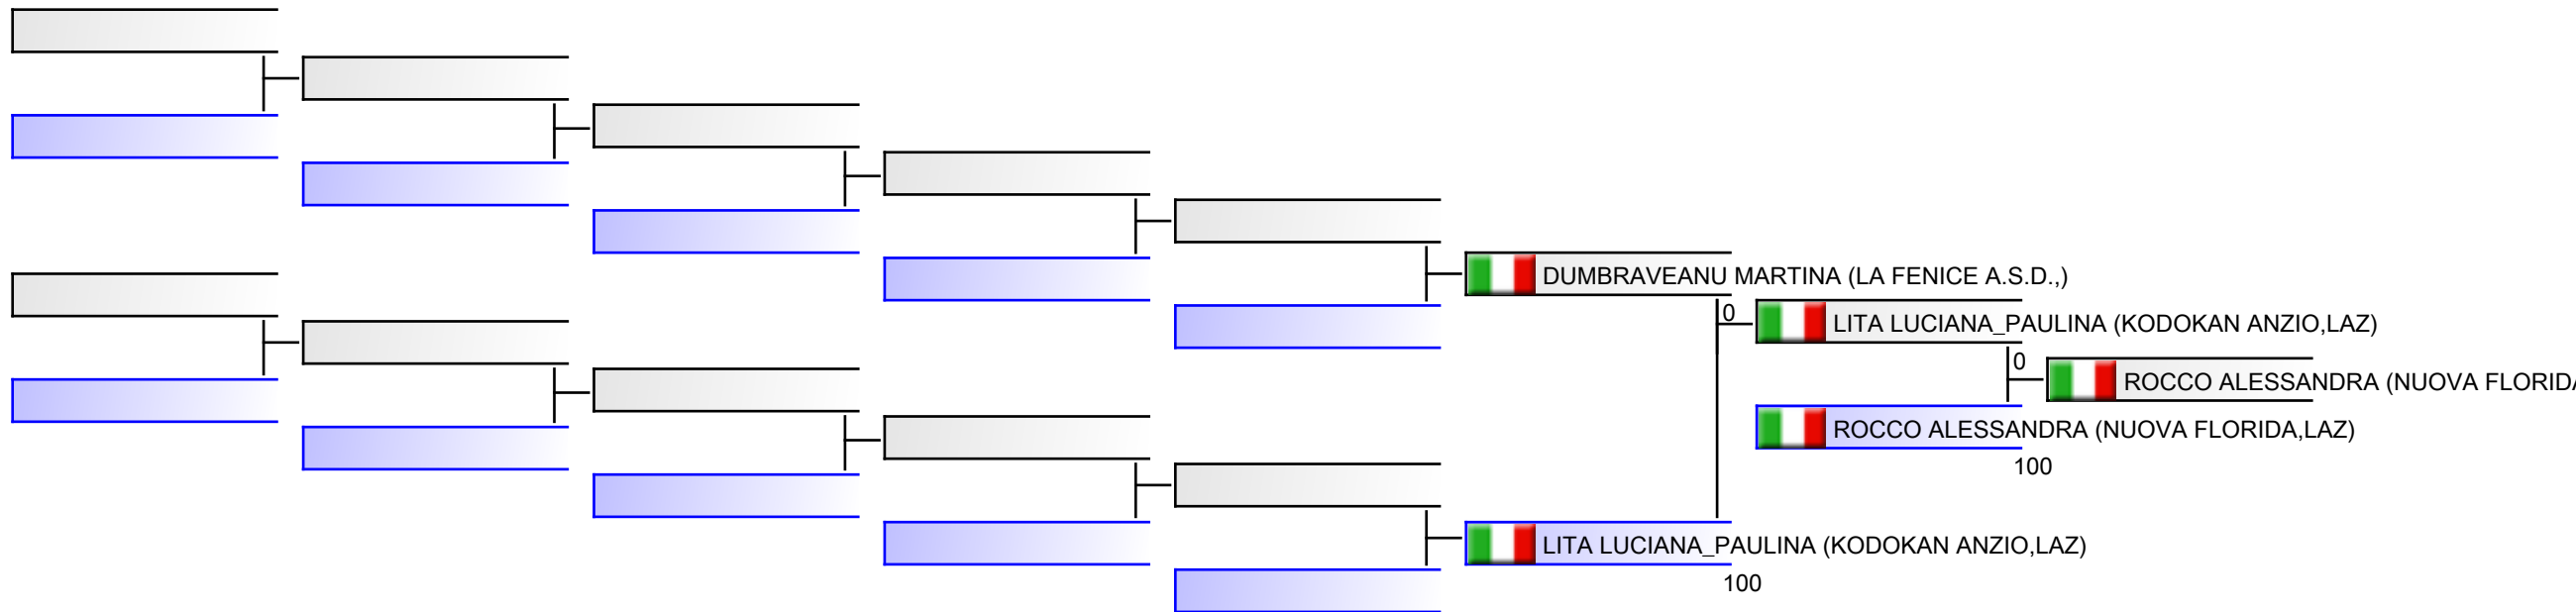 DUMBRAVEANU MARTINA (LA FENICE A.S.D.,)
0
LITA LUCIANA_PAULINA (KODOKAN ANZIO,LAZ)
0
ROCCO ALESSANDRA (NUOVA FLORIDA
ROCCO ALESSANDRA (NUOVA FLORIDA,LAZ)
100
LITA LUCIANA_PAULINA (KODOKAN ANZIO,LAZ)
100